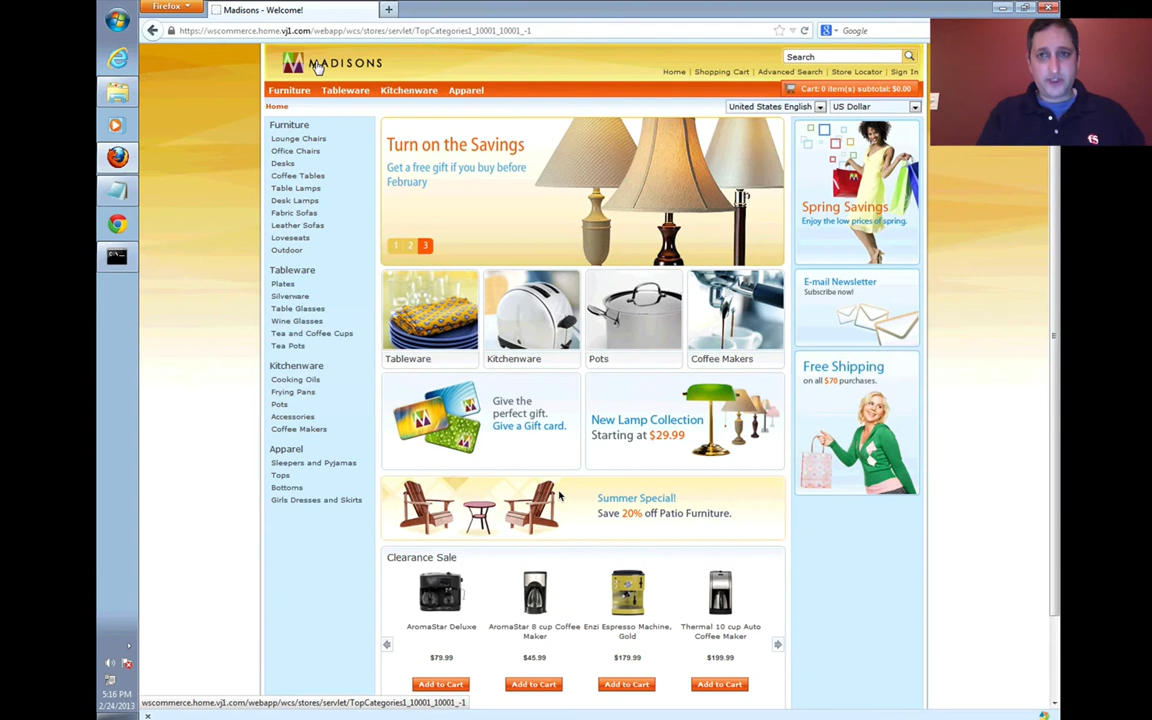 Firefox
Madisons - Welcome!
https://wscommerce.home.vj1.com/webapp/wcs/stores/servlet/TopCategories1_10001_10001_-1
Google
MADISONS
Search
Home | Shopping Cart | Advanced Search | Store Locator | Sign In
Furniture Tableware Kitchenware Apparel
Cart: 0 item(s) subtotal: $0.00
Home
United States English
US Dollar
Furniture
Lounge Chairs
Office Chairs
Desks
Coffee Tables
Table Lamps
Desk Lamps
Fabric Sofas
Leather Sofas
Loveseats
Outdoor
Tableware
Plates
Silverware
Table Glasses
Wine Glasses
Tea and Coffee Cups
Tea Pots
Kitchenware
Cooking Oils
Frying Pans
Pots
Accessories
Coffee Makers
Apparel
Sleepers and Pyjamas
Tops
Bottoms
Girls Dresses and Skirts
Turn on the Savings
Get a free gift if you buy before
February
1 2 3
Tableware
Kitchenware
Pots
Coffee Makers
Give the
perfect gift.
Give a Gift card.
New Lamp Collection
Starting at $29.99
Summer Special!
Save 20% off Patio Furniture.
Clearance Sale
AromaStar Deluxe
$79.99
Add to Cart
AromaStar 8 cup Coffee
Maker
$45.99
Add to Cart
Enzi Espresso Machine,
Gold
$179.99
Add to Cart
Thermal 10 cup Auto
Coffee Maker
$199.99
Add to Cart
Spring Savings
Enjoy the low prices of spring.
E-mail Newsletter
Subscribe now!
Free Shipping
on all $70 purchases.
5:16 PM
2/24/2013
wscommerce.home.vj1.com/webapp/wcs/stores/servlet/TopCategories1_10001_10001_-1